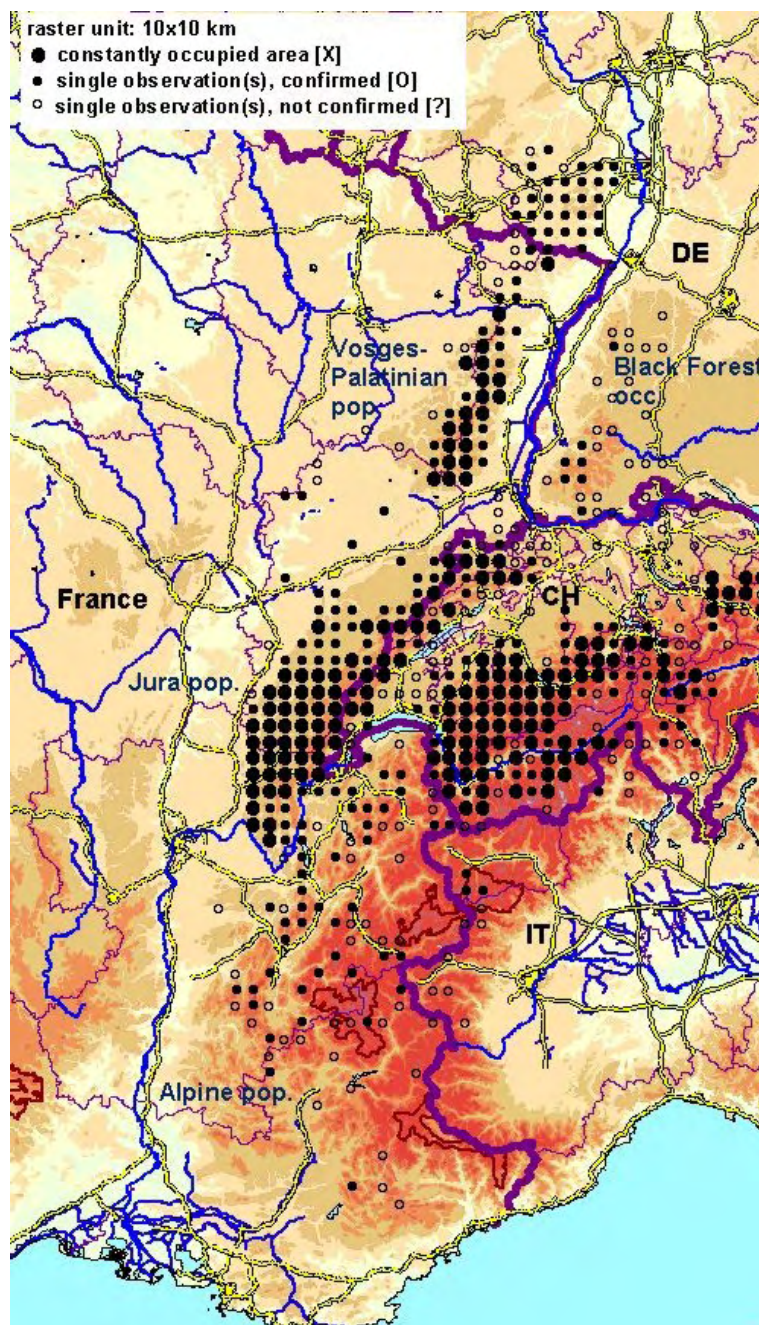 raster unit: 10x10 km
constantly occupied area [X]
single observation(s), confirmed [O]
single observation(s), not confirmed [?]
DE
Vosges-
Palatinian
pop.
Black Forest
occ.
France
CH
Jura pop.
IT
Alpine pop.